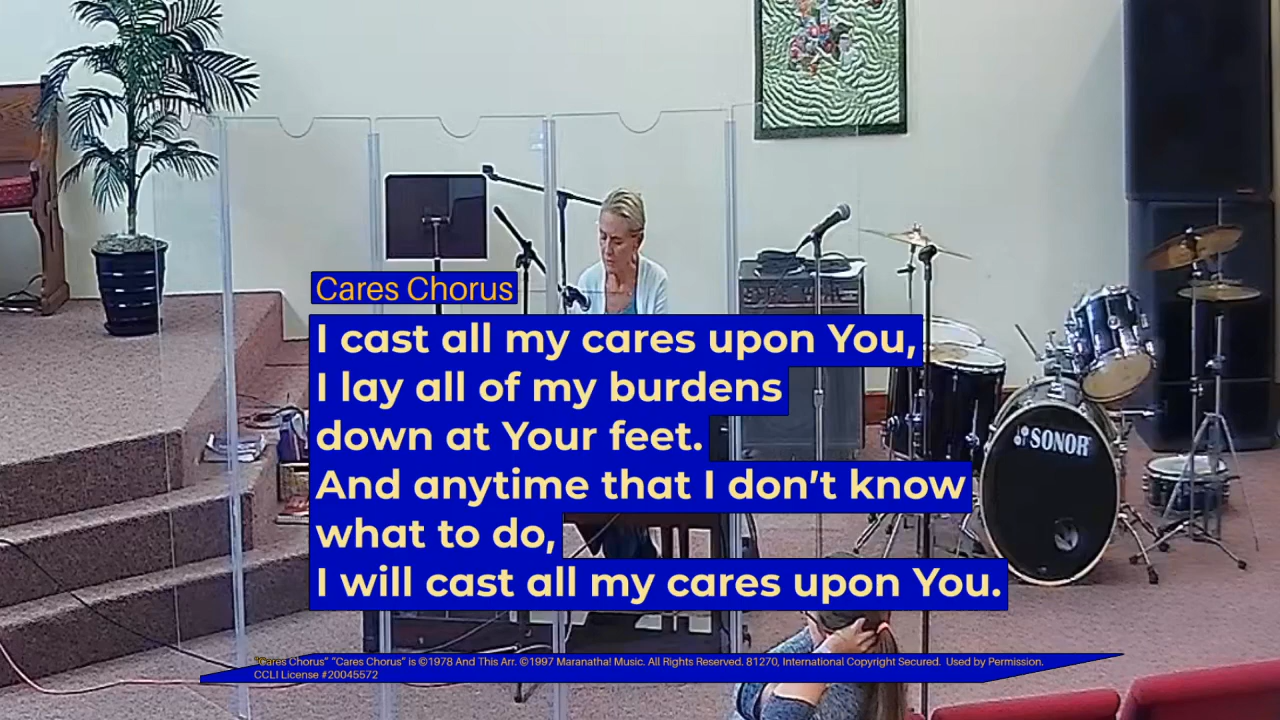 Cares Chorus
I cast all my cares upon You,
I lay all of my burdens
down at Your feet.
And anytime that I don’t know
what to do,
I will cast all my cares upon You.
SONOR
"Cares Chorus" “Cares Chorus” is ©1978 And This Arr. ©1997 Maranatha! Music. All Rights Reserved. 81270, International Copyright Secured. Used by Permission.
CCLI License #20045572